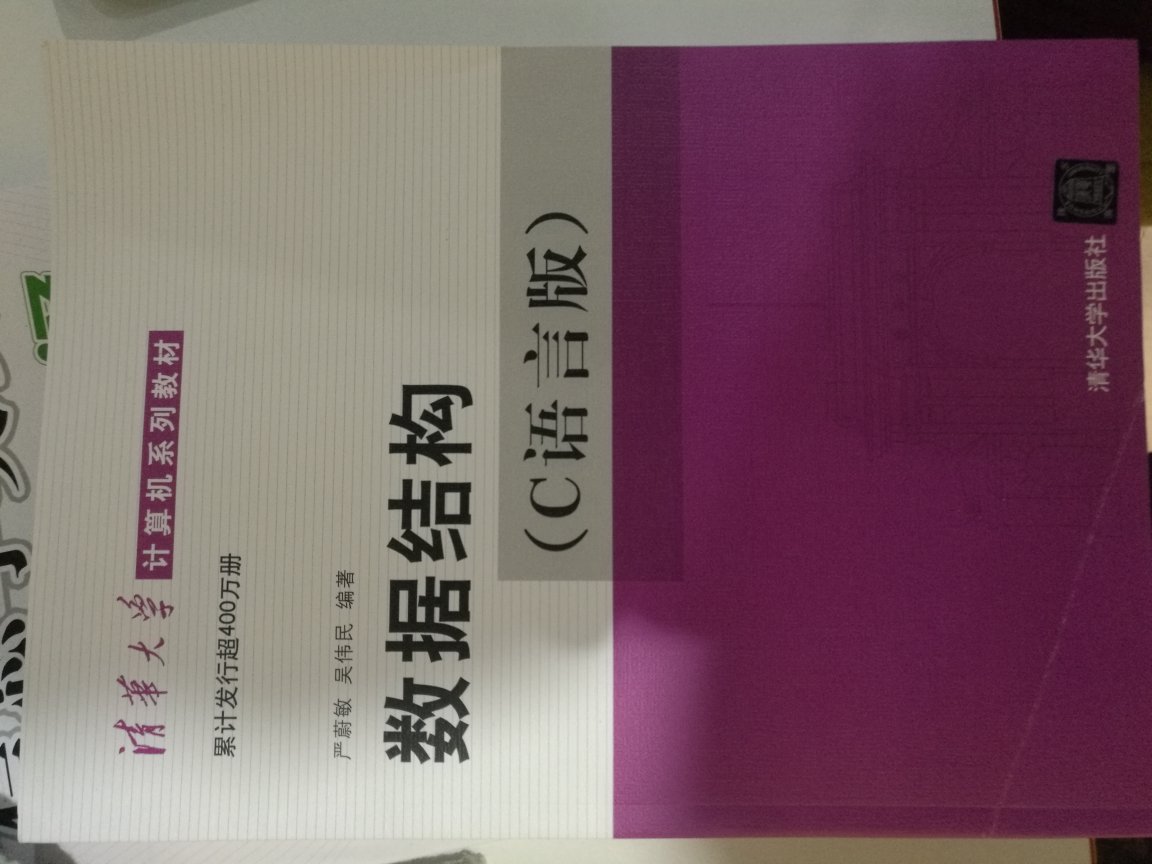 清华大学 计算机系列教材
累计发行超400万册
严蔚敏 吴伟民 编著
数据结构
（C语言版）
清华大学出版社